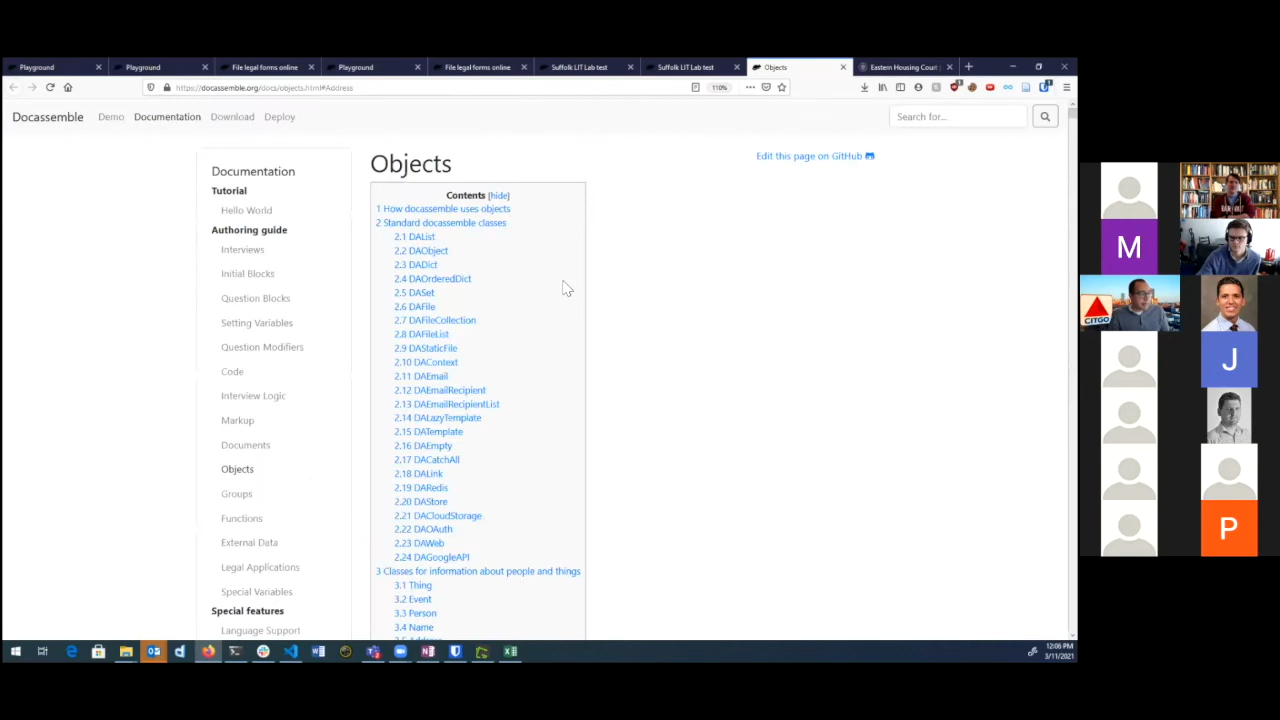 Playground
Playground
File legal forms online
Playground
File legal forms online
Suffolk LIT Lab test
Suffolk LIT Lab test
Objects
Eastern Housing Court
https://docassemble.org/docs/objects.html#Address
110%
Docassemble
Demo
Documentation
Download
Deploy
Search for...
Documentation
Tutorial
Hello World
Authoring guide
Interviews
Initial Blocks
Question Blocks
Setting Variables
Question Modifiers
Code
Interview Logic
Markup
Documents
Objects
Groups
Functions
External Data
Legal Applications
Special Variables
Special features
Language Support
Objects
Edit this page on GitHub
Contents [hide]
1 How docassemble uses objects
2 Standard docassemble classes
2.1 DAList
2.2 DAObject
2.3 DADict
2.4 DAOrderedDict
2.5 DASet
2.6 DAFile
2.7 DAFileCollection
2.8 DAFileList
2.9 DAStaticFile
2.10 DAContext
2.11 DAEmail
2.12 DAEmailRecipient
2.13 DAEmailRecipientList
2.14 DALazyTemplate
2.15 DATemplate
2.16 DAEmpty
2.17 DACatchAll
2.18 DALink
2.19 DARedis
2.20 DAStore
2.21 DACloudStorage
2.22 DAOAuth
2.23 DAWeb
2.24 DAGoogleAPI
3 Classes for information about people and things
3.1 Thing
3.2 Event
3.3 Person
3.4 Name
M
CITGO
J
P
12:06 PM
3/11/2021